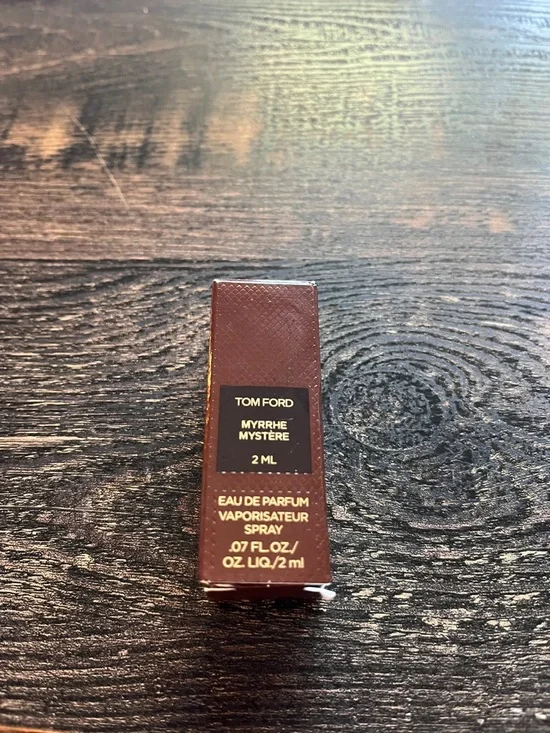 TOM FORD
MYRRHE
MYSTÈRE
2 ML
EAU DE PARFUM
VAPORISATEUR
SPRAY
.07 FL OZ./
OZ. LIQ./2 ml